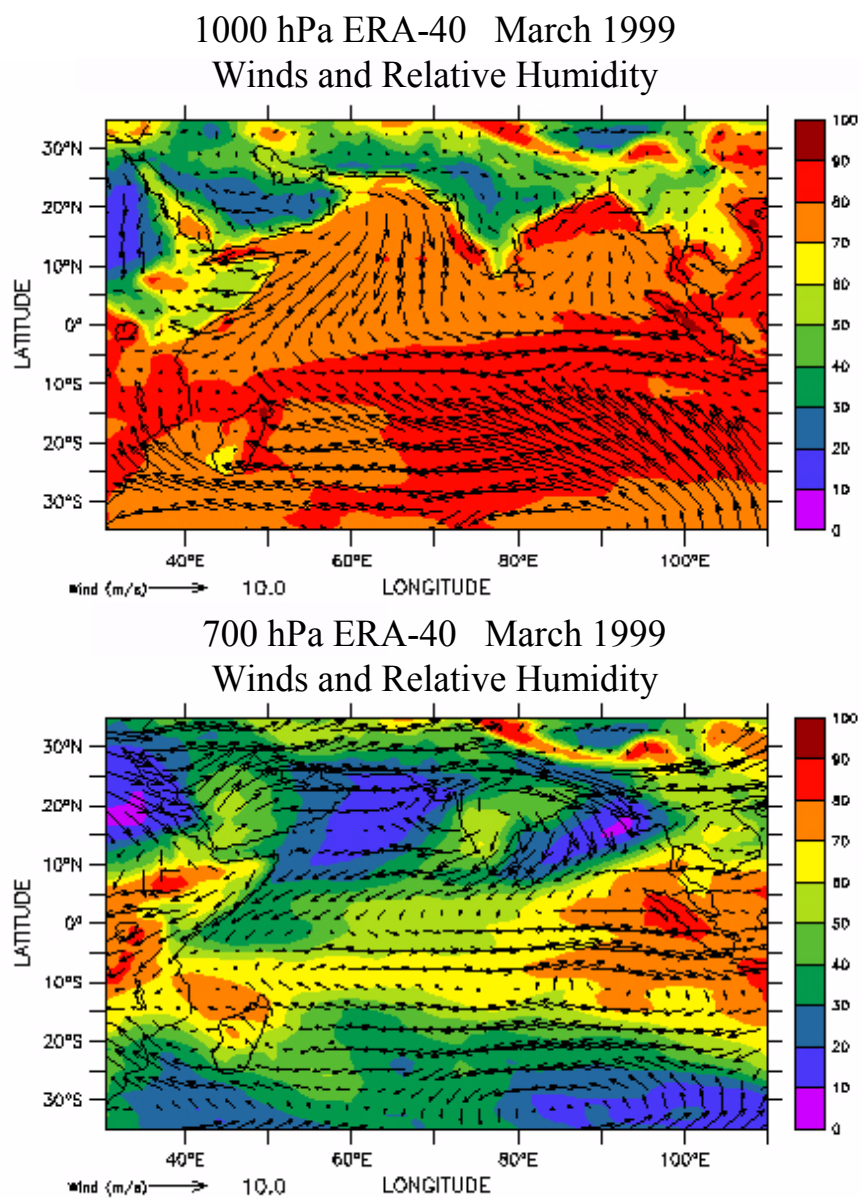 1000 hPa ERA-40 March 1999
Winds and Relative Humidity
100
90
80
70
60
50
40
30
20
10
0
LATITUDE
30°N
20°N
10°N
0°
10°S
20°S
30°S
40°E 60°E 80°E 100°E
Wind (m/s) 10.0 LONGITUDE
700 hPa ERA-40 March 1999
Winds and Relative Humidity
100
90
80
70
60
50
40
30
20
10
0
LATITUDE
30°N
20°N
10°N
0°
10°S
20°S
30°S
40°E 60°E 80°E 100°E
Wind (m/s) 10.0 LONGITUDE